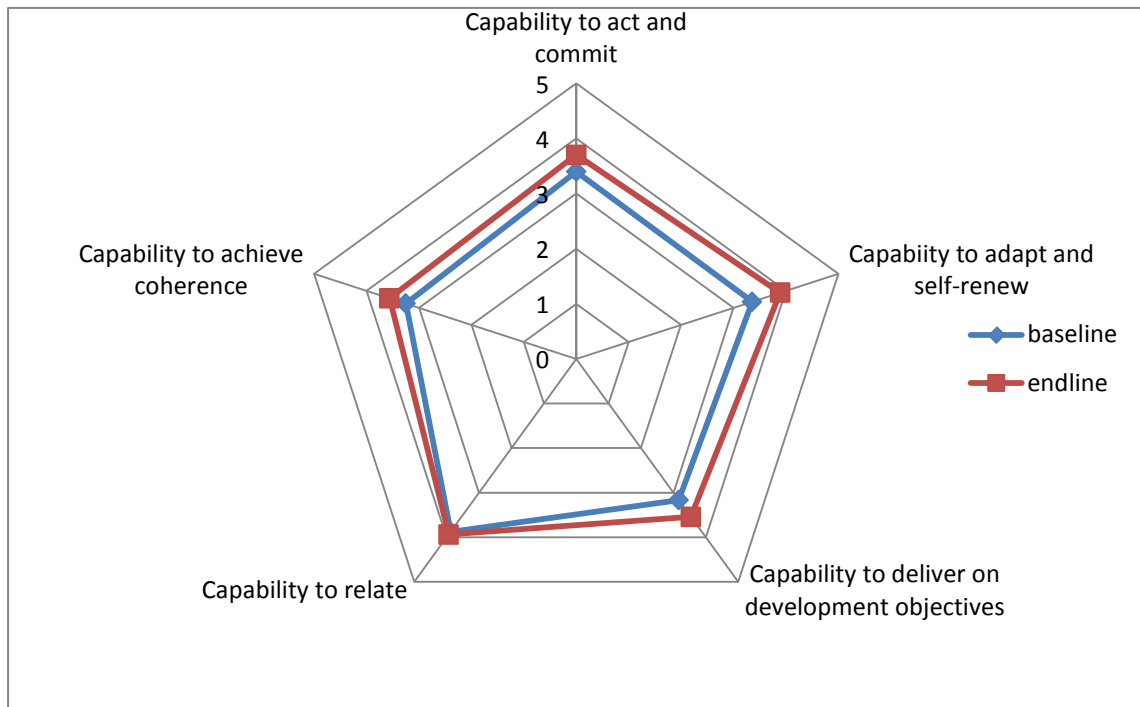 Capability to act and
commit
5
4
3
2
1
0
Capabiity to adapt and
self-renew
Capability to deliver on
development objectives
Capability to relate
Capability to achieve
coherence
baseline
endline